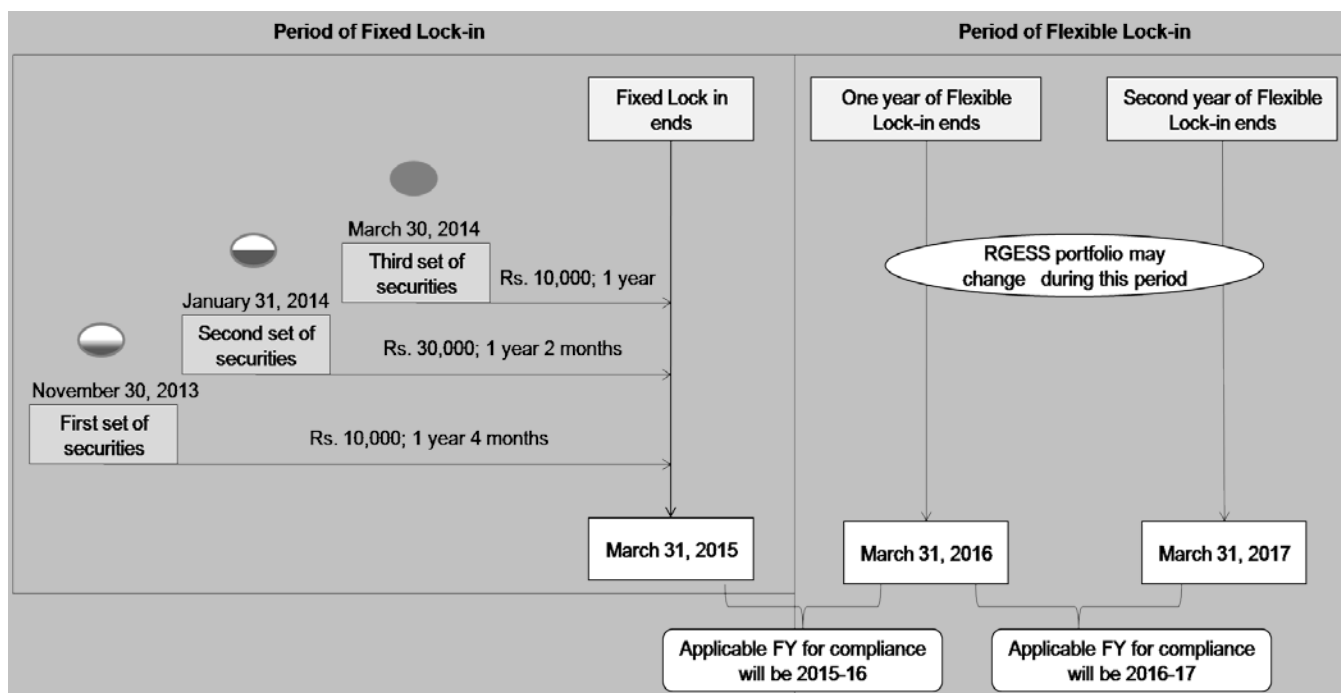 Period of Fixed Lock-in
Period of Flexible Lock-in
Fixed Lock in
ends
One year of Flexible
Lock-in ends
Second year of Flexible
Lock-in ends
March 30, 2014
Third set of
securities
Rs. 10,000; 1 year
RGESS portfolio may
change during this period
January 31, 2014
Second set of
securities
Rs. 30,000; 1 year 2 months
November 30, 2013
First set of
securities
Rs. 10,000; 1 year 4 months
March 31, 2015
March 31, 2016
March 31, 2017
Applicable FY for compliance
will be 2015-16
Applicable FY for compliance
will be 2016-17